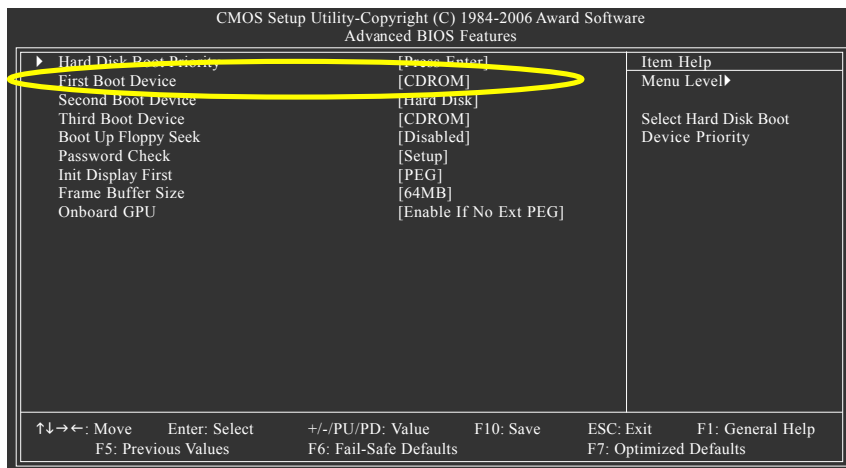 CMOS Setup Utility-Copyright (C) 1984-2006 Award Software
Advanced BIOS Features
Hard Disk Boot Priority [Press Enter] Item Help
First Boot Device [CDROM] Menu Level
Second Boot Device [Hard Disk]
Third Boot Device [CDROM] Select Hard Disk Boot
Boot Up Floppy Seek [Disabled] Device Priority
Password Check [Setup]
Init Display First [PEG]
Frame Buffer Size [64MB]
Onboard GPU [Enable If No Ext PEG]
↑↓→←: Move Enter: Select +/-/PU/PD: Value F10: Save ESC: Exit F1: General Help
F5: Previous Values F6: Fail-Safe Defaults F7: Optimized Defaults